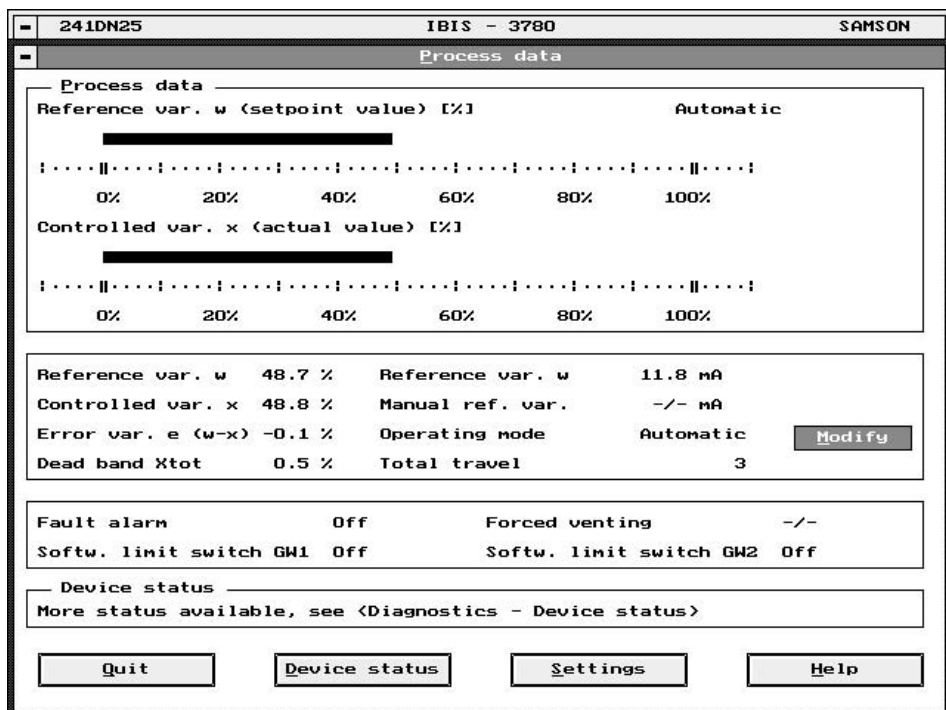 241DN25 IBIS - 3780 SAMSON
Process data
Process data
Reference var. w (setpoint value) [%] Automatic
0% 20% 40% 60% 80% 100%
Controlled var. x (actual value) [%]
0% 20% 40% 60% 80% 100%
Reference var. w 48.7 % Reference var. w 11.8 mA
Controlled var. x 48.8 % Manual ref. var. -/- mA
Error var. e (w-x) -0.1 % Operating mode Automatic Modify
Dead band Xtot 0.5 % Total travel 3
Fault alarm Off Forced venting -/-
Softw. limit switch GW1 Off Softw. limit switch GW2 Off
Device status
More status available, see <Diagnostics - Device status>
Quit Device status Settings Help